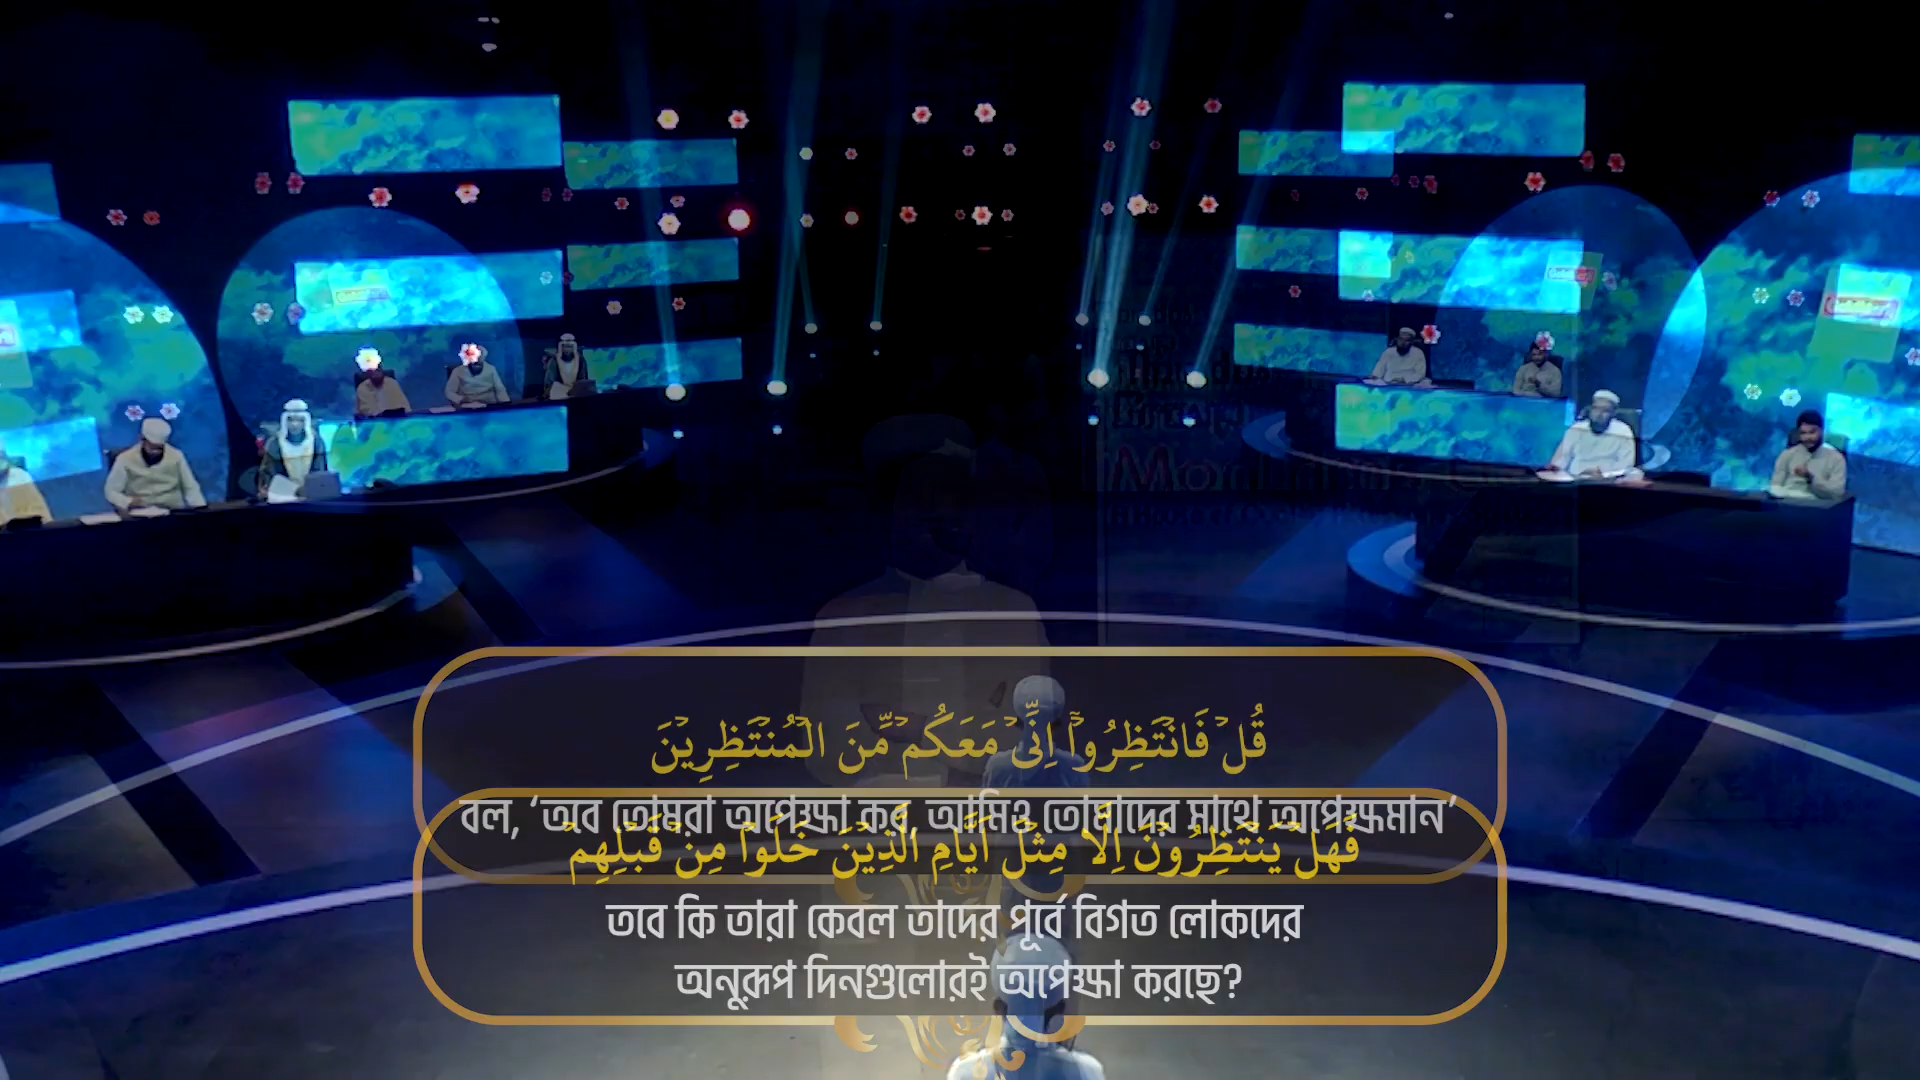 قُلۡ فَانۡتَظِرُوۡۤا اِنِّىۡ مَعَكُمۡ مِّنَ الۡمُنۡتَظِرِيۡنَ
বল, ‘তবে তোমরা অপেক্ষা কর, আমিও তোমাদের সাথে অপেক্ষমান’
فَهَلۡ يَنۡتَظِرُوۡنَ اِلَّا مِثۡلَ اَيَّامِ الَّذِيۡنَ خَلَوۡا مِنۡ قَبۡلِهِمۡ
তবে কি তারা কেবল তাদের পূর্বে বিগত লোকদের
অনুরূপ দিনগুলোরই অপেক্ষা করছে?